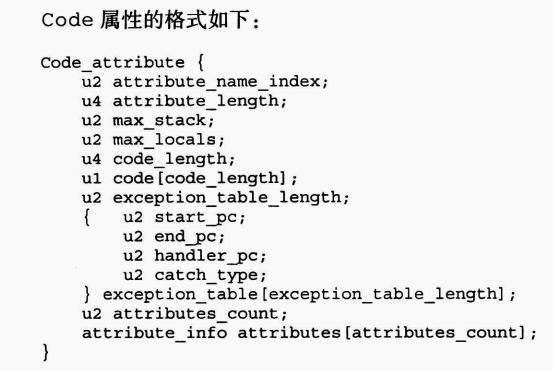 Code 属性的格式如下：
Code_attribute {
    u2 attribute_name_index;
    u4 attribute_length;
    u2 max_stack;
    u2 max_locals;
    u4 code_length;
    u1 code[code_length];
    u2 exception_table_length;
    {   u2 start_pc;
        u2 end_pc;
        u2 handler_pc;
        u2 catch_type;
    } exception_table[exception_table_length];
    u2 attributes_count;
    attribute_info attributes[attributes_count];
}